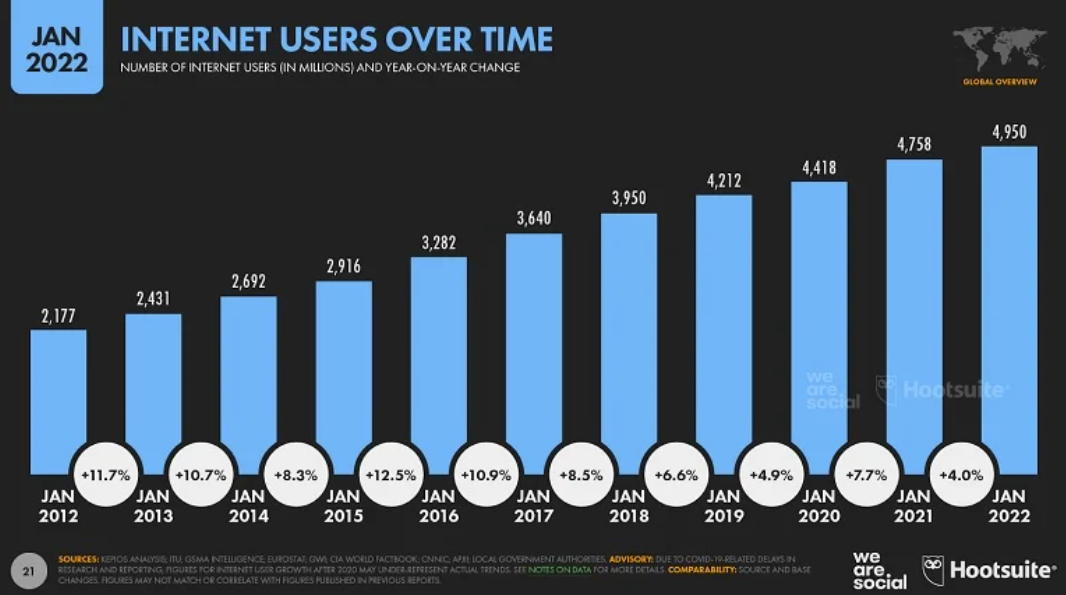 JAN
2022
INTERNET USERS OVER TIME
NUMBER OF INTERNET USERS (IN MILLIONS) AND YEAR-ON-YEAR CHANGE
GLOBAL OVERVIEW
2,177
2,431
2,692
2,916
3,282
3,640
3,950
4,212
4,418
4,758
4,950
we
are
social
Hootsuite®
+11.7%
+10.7%
+8.3%
+12.5%
+10.9%
+8.5%
+6.6%
+4.9%
+7.7%
+4.0%
JAN
2012
JAN
2013
JAN
2014
JAN
2015
JAN
2016
JAN
2017
JAN
2018
JAN
2019
JAN
2020
JAN
2021
JAN
2022
21
SOURCES: KEPIOS ANALYSIS; ITU; GSMA INTELLIGENCE; EUROSTAT; GWI; CIA WORLD FACTBOOK; CNNIC; APJII; LOCAL GOVERNMENT AUTHORITIES. ADVISORY: DUE TO COVID-19-RELATED DELAYS IN
RESEARCH AND REPORTING, FIGURES FOR INTERNET USER GROWTH AFTER 2020 MAY UNDER-REPRESENT ACTUAL TRENDS. SEE NOTES ON DATA FOR MORE DETAILS. COMPARABILITY: SOURCE AND BASE
CHANGES. FIGURES MAY NOT MATCH OR CORRELATE WITH FIGURES PUBLISHED IN PREVIOUS REPORTS.
we
are
social
Hootsuite®